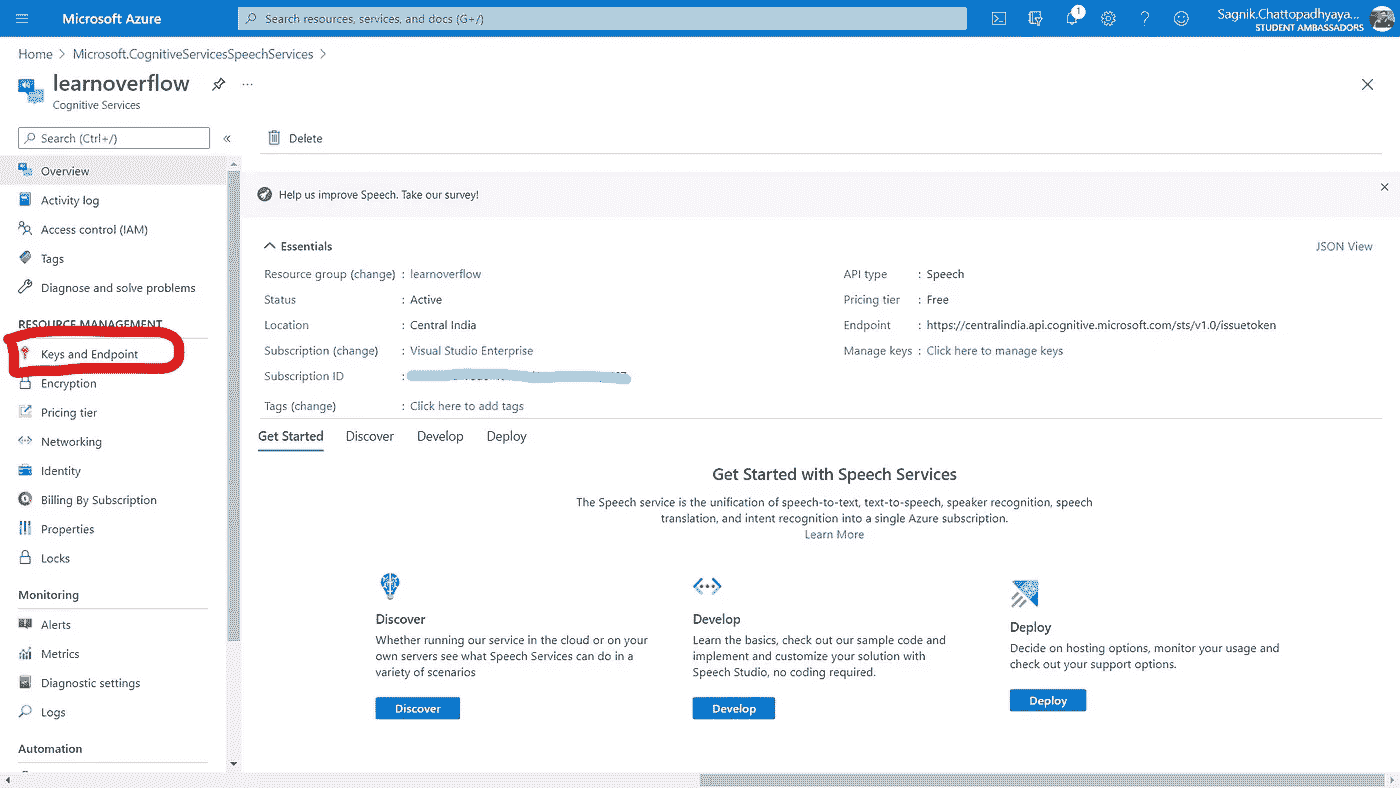 Microsoft Azure
Search resources, services, and docs (G+/)
1
Sagnik.Chattopadhyaya...
STUDENT AMBASSADORS
Home > Microsoft.CognitiveServicesSpeechServices >
learnoverflow
...
Cognitive Services
Search (Ctrl+/)
«
Delete
Overview
Activity log
Access control (IAM)
Tags
Diagnose and solve problems
RESOURCE MANAGEMENT
Keys and Endpoint
Encryption
Pricing tier
Networking
Identity
Billing By Subscription
Properties
Locks
Monitoring
Alerts
Metrics
Diagnostic settings
Logs
Automation
Help us improve Speech. Take our survey!
Essentials
JSON View
Resource group (change) : learnoverflow
Status : Active
Location : Central India
Subscription (change) : Visual Studio Enterprise
Subscription ID :
Tags (change) : Click here to add tags
API type : Speech
Pricing tier : Free
Endpoint : https://centralindia.api.cognitive.microsoft.com/sts/v1.0/issuetoken
Manage keys : Click here to manage keys
Get Started Discover Develop Deploy
Get Started with Speech Services
The Speech service is the unification of speech-to-text, text-to-speech, speaker recognition, speech
translation, and intent recognition into a single Azure subscription.
Learn More
Discover
Whether running our service in the cloud or on your
own servers see what Speech Services can do in a
variety of scenarios
Discover
Develop
Learn the basics, check out our sample code and
implement and customize your solution with
Speech Studio, no coding required.
Develop
Deploy
Decide on hosting options, monitor your usage and
check out your support options.
Deploy